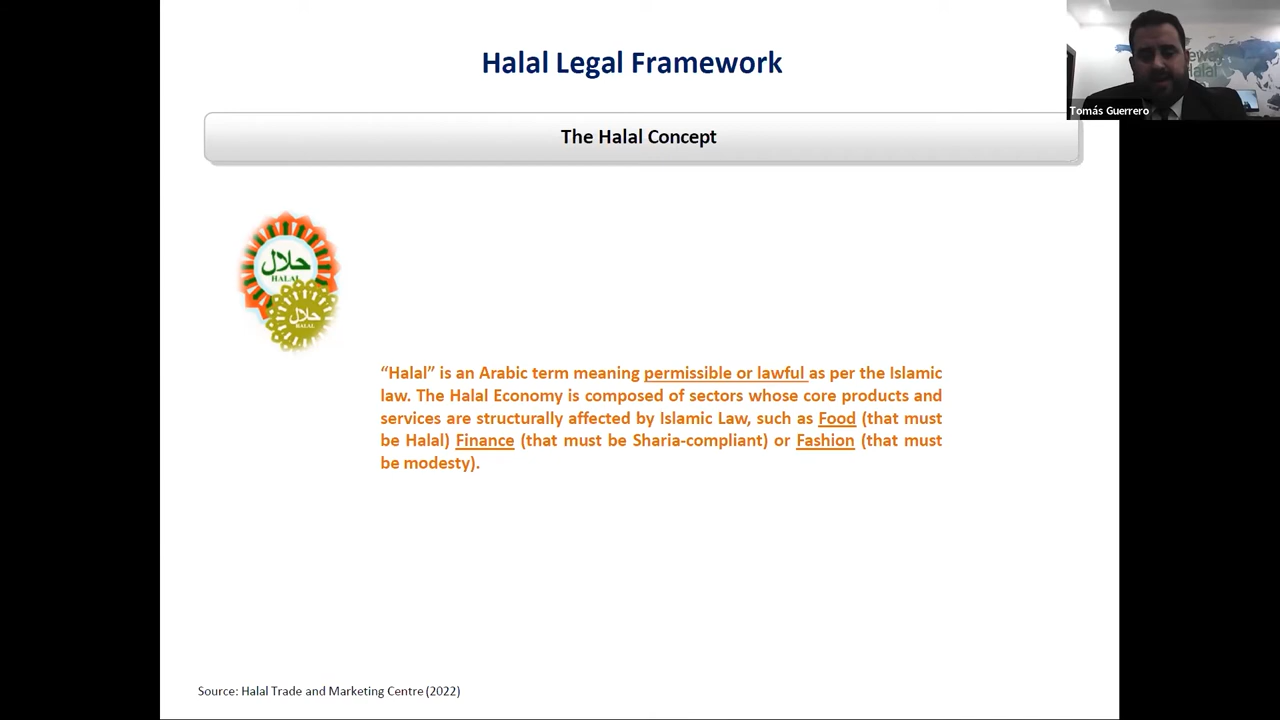 Halal Legal Framework
The Halal Concept
Tomás Guerrero
حلال
HALAL
حلال
HALAL
“Halal” is an Arabic term meaning permissible or lawful as per the Islamic
law. The Halal Economy is composed of sectors whose core products and
services are structurally affected by Islamic Law, such as Food (that must
be Halal) Finance (that must be Sharia-compliant) or Fashion (that must
be modesty).
Source: Halal Trade and Marketing Centre (2022)